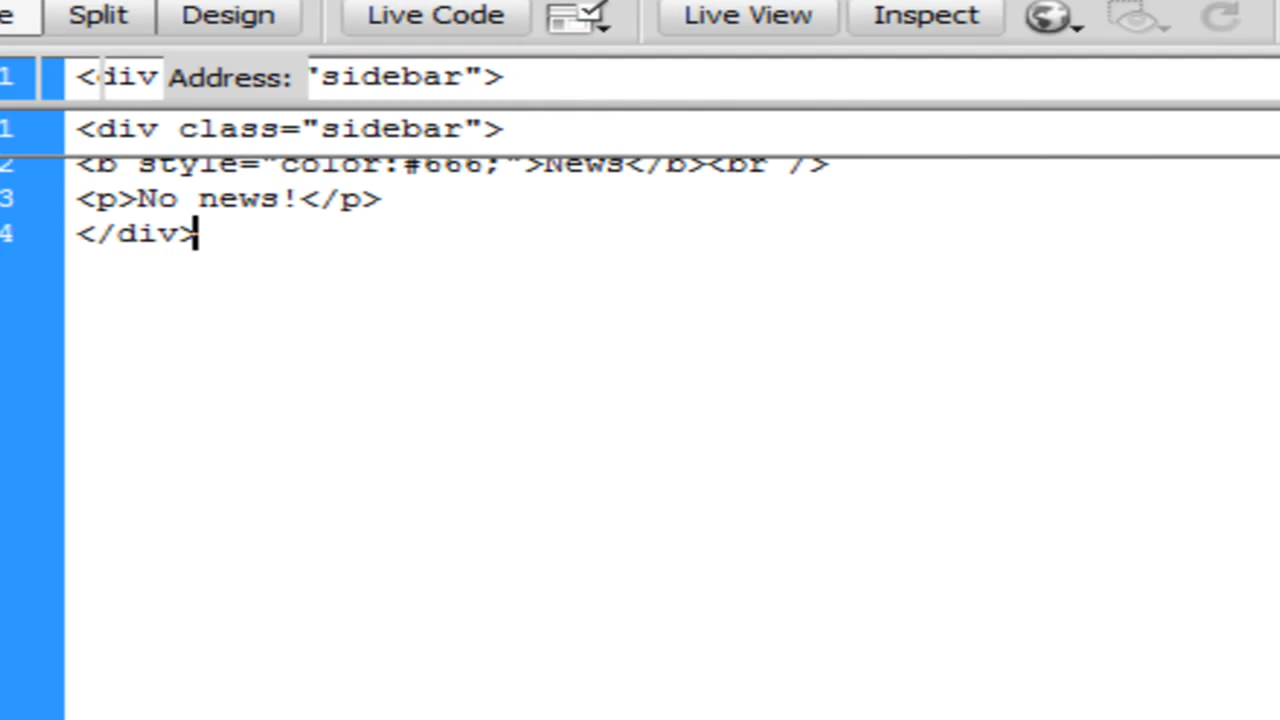 e Split Design Live Code Live View Inspect
1 <div Address: "sidebar">
1 <div class="sidebar">
2 <b style="color:#666;">News</b><br />
3 <p>No news!</p>
4 </div>